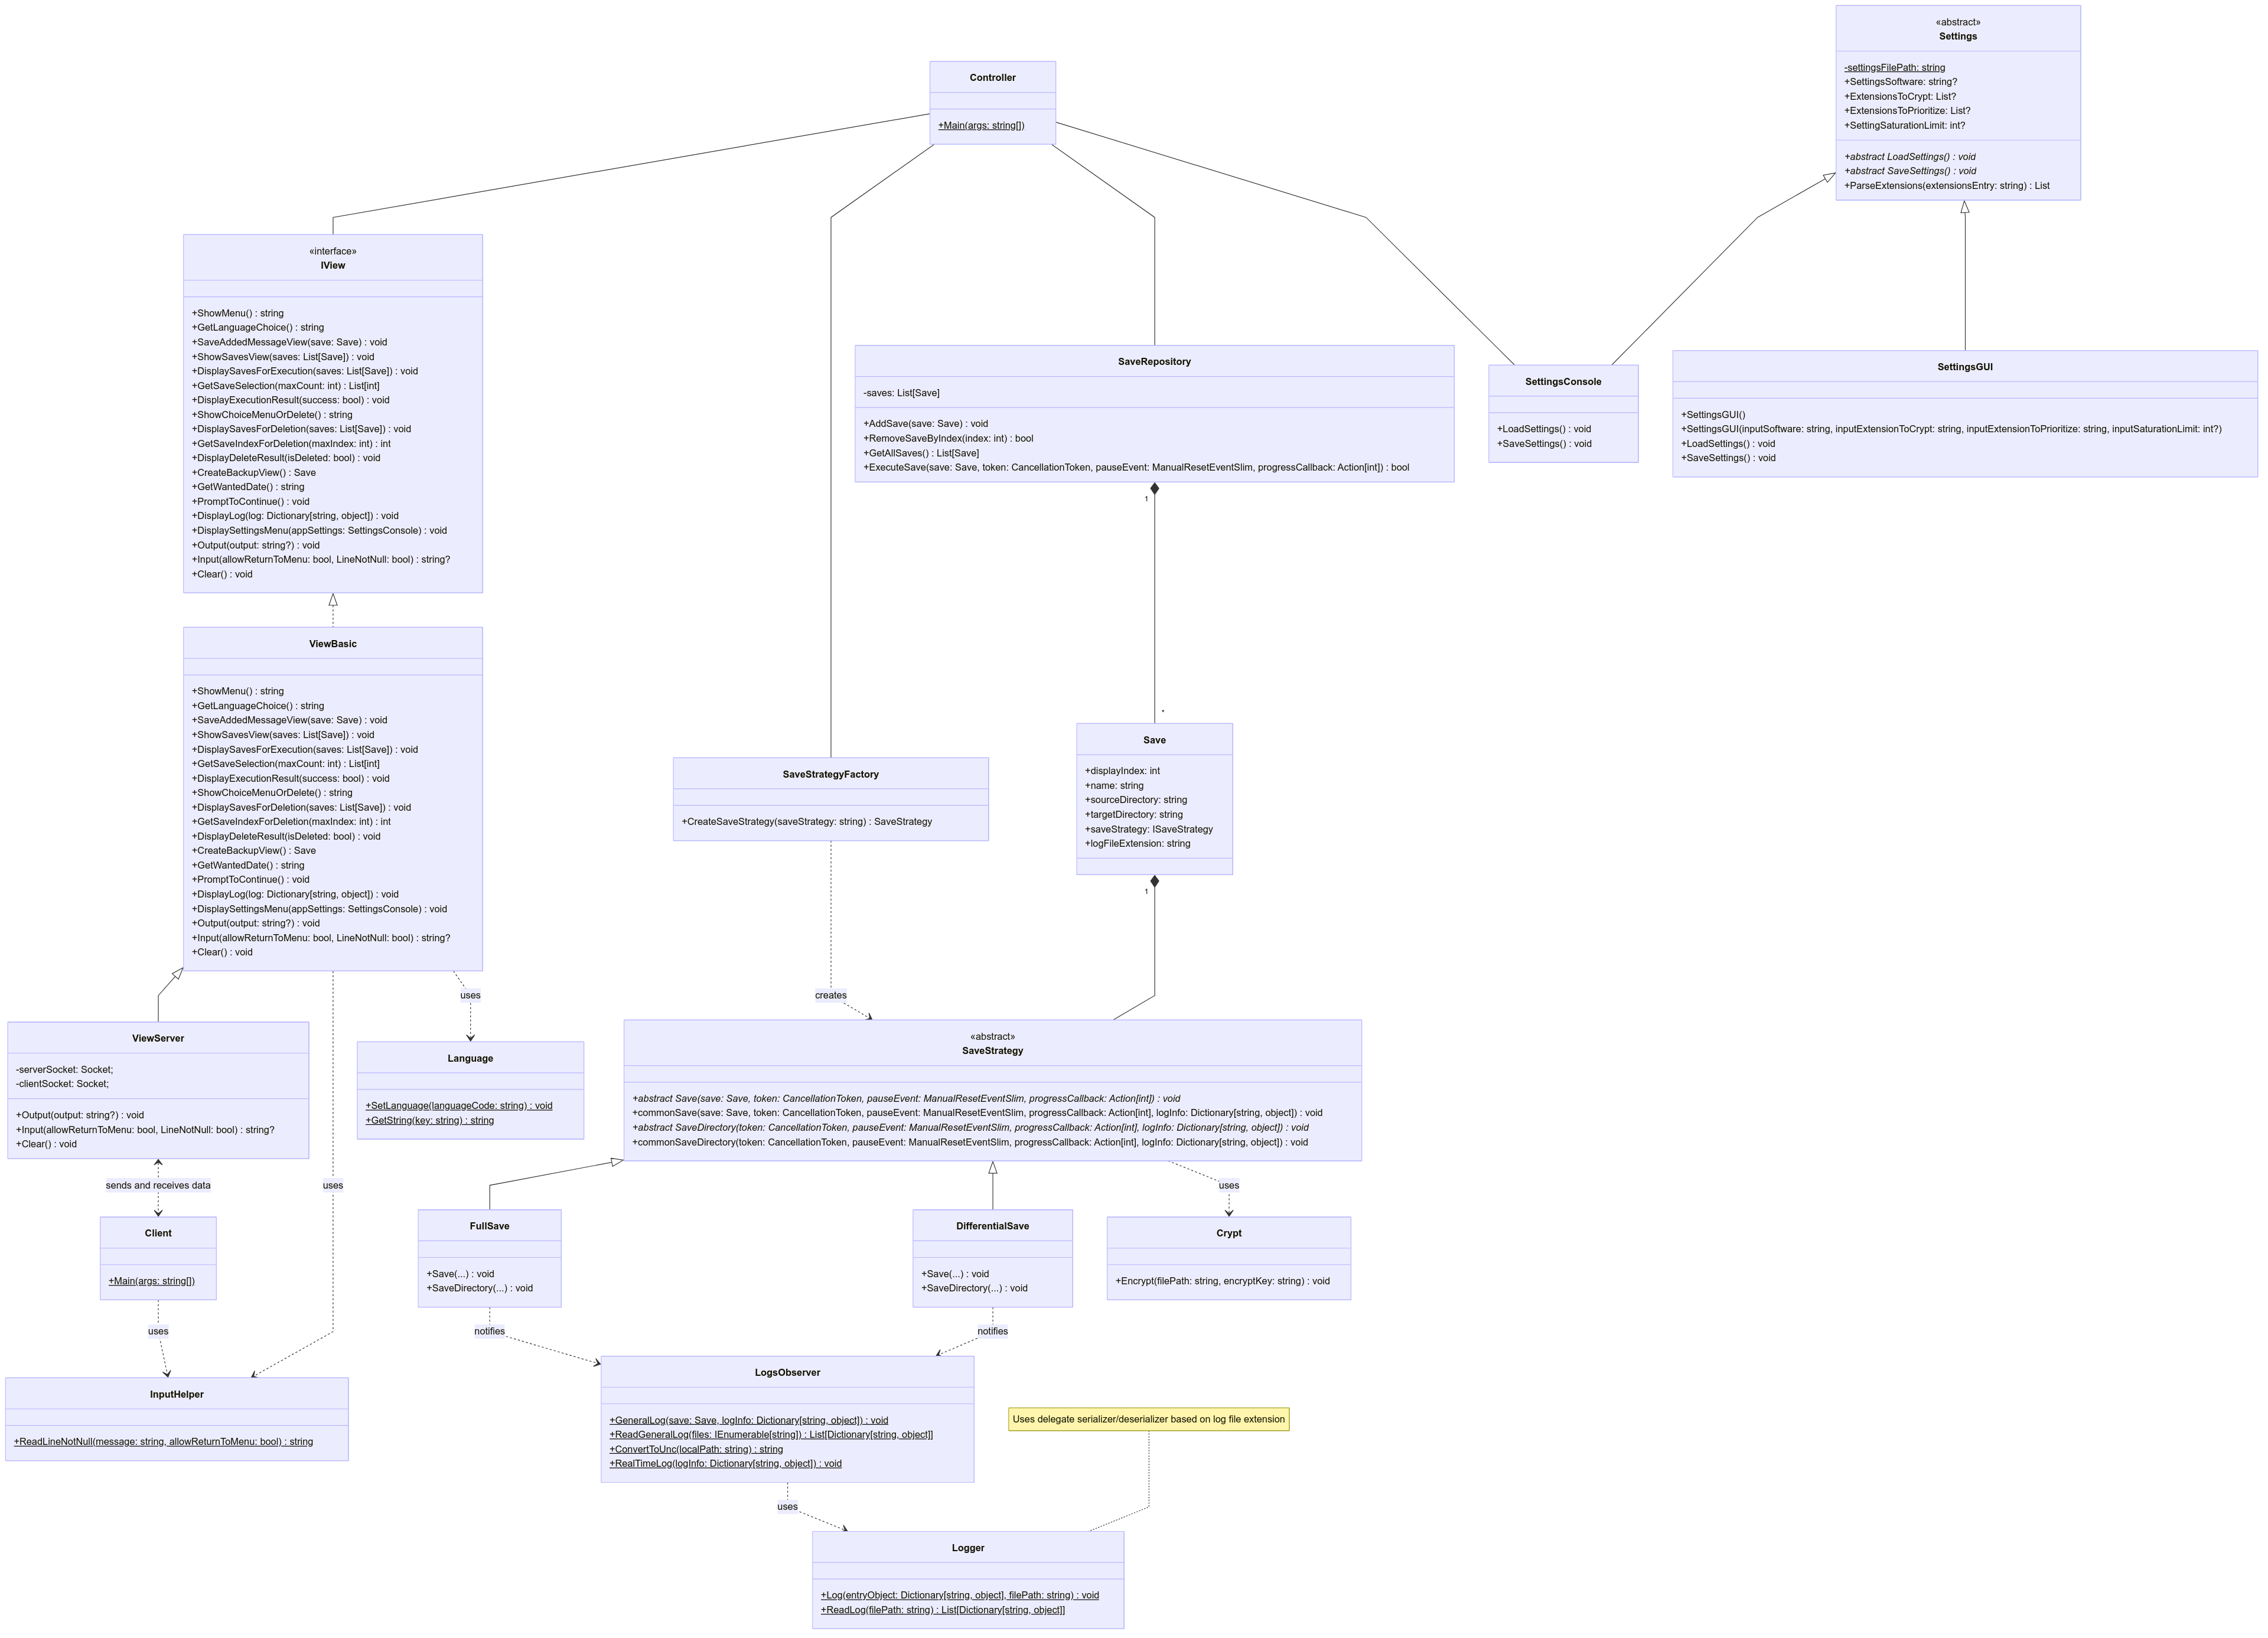 «abstract»
Settings
-settingsFilePath: string
+SettingsSoftware: string?
+ExtensionsToCrypt: List?
+ExtensionsToPrioritize: List?
+SettingSaturationLimit: int?
+abstract LoadSettings() : void
+abstract SaveSettings() : void
+ParseExtensions(extensionsEntry: string) : List
Controller
+Main(args: string[])
«interface»
IView
+ShowMenu() : string
+GetLanguageChoice() : string
+SaveAddedMessageView(save: Save) : void
+ShowSavesView(saves: List[Save]) : void
+DisplaySavesForExecution(saves: List[Save]) : void
+GetSaveSelection(maxCount: int) : List[int]
+DisplayExecutionResult(success: bool) : void
+ShowChoiceMenuOrDelete() : string
+DisplaySavesForDeletion(saves: List[Save]) : void
+GetSaveIndexForDeletion(maxIndex: int) : int
+DisplayDeleteResult(isDeleted: bool) : void
+CreateBackupView() : Save
+GetWantedDate() : string
+PromptToContinue() : void
+DisplayLog(log: Dictionary[string, object]) : void
+DisplaySettingsMenu(appSettings: SettingsConsole) : void
+Output(output: string?) : void
+Input(allowReturnToMenu: bool, LineNotNull: bool) : string?
+Clear() : void
SaveRepository
-saves: List[Save]
+AddSave(save: Save) : void
+RemoveSaveByIndex(index: int) : bool
+GetAllSaves() : List[Save]
+ExecuteSave(save: Save, token: CancellationToken, pauseEvent: ManualResetEventSlim, progressCallback: Action[int]) : bool
1
*
SettingsConsole
+LoadSettings() : void
+SaveSettings() : void
SettingsGUI
+SettingsGUI()
+SettingsGUI(inputSoftware: string, inputExtensionToCrypt: string, inputExtensionToPrioritize: string, inputSaturationLimit: int?)
+LoadSettings() : void
+SaveSettings() : void
ViewBasic
+ShowMenu() : string
+GetLanguageChoice() : string
+SaveAddedMessageView(save: Save) : void
+ShowSavesView(saves: List[Save]) : void
+DisplaySavesForExecution(saves: List[Save]) : void
+GetSaveSelection(maxCount: int) : List[int]
+DisplayExecutionResult(success: bool) : void
+ShowChoiceMenuOrDelete() : string
+DisplaySavesForDeletion(saves: List[Save]) : void
+GetSaveIndexForDeletion(maxIndex: int) : int
+DisplayDeleteResult(isDeleted: bool) : void
+CreateBackupView() : Save
+GetWantedDate() : string
+PromptToContinue() : void
+DisplayLog(log: Dictionary[string, object]) : void
+DisplaySettingsMenu(appSettings: SettingsConsole) : void
+Output(output: string?) : void
+Input(allowReturnToMenu: bool, LineNotNull: bool) : string?
+Clear() : void
SaveStrategyFactory
+CreateSaveStrategy(saveStrategy: string) : SaveStrategy
Save
+displayIndex: int
+name: string
+sourceDirectory: string
+targetDirectory: string
+saveStrategy: ISaveStrategy
+logFileExtension: string
1
uses
creates
ViewServer
-serverSocket: Socket;
-clientSocket: Socket;
+Output(output: string?) : void
+Input(allowReturnToMenu: bool, LineNotNull: bool) : string?
+Clear() : void
Language
+SetLanguage(languageCode: string) : void
+GetString(key: string) : string
«abstract»
SaveStrategy
+abstract Save(save: Save, token: CancellationToken, pauseEvent: ManualResetEventSlim, progressCallback: Action[int]) : void
+commonSave(save: Save, token: CancellationToken, pauseEvent: ManualResetEventSlim, progressCallback: Action[int], logInfo: Dictionary[string, object]) : void
+abstract SaveDirectory(token: CancellationToken, pauseEvent: ManualResetEventSlim, progressCallback: Action[int], logInfo: Dictionary[string, object]) : void
+commonSaveDirectory(token: CancellationToken, pauseEvent: ManualResetEventSlim, progressCallback: Action[int], logInfo: Dictionary[string, object]) : void
sends and receives data
uses
uses
Client
+Main(args: string[])
FullSave
+Save(...) : void
+SaveDirectory(...) : void
DifferentialSave
+Save(...) : void
+SaveDirectory(...) : void
Crypt
+Encrypt(filePath: string, encryptKey: string) : void
uses
notifies
notifies
InputHelper
+ReadLineNotNull(message: string, allowReturnToMenu: bool) : string
LogsObserver
+GeneralLog(save: Save, logInfo: Dictionary[string, object]) : void
+ReadGeneralLog(files: IEnumerable[string]) : List[Dictionary[string, object]]
+ConvertToUnc(localPath: string) : string
+RealTimeLog(logInfo: Dictionary[string, object]) : void
Uses delegate serializer/deserializer based on log file extension
uses
Logger
+Log(entryObject: Dictionary[string, object], filePath: string) : void
+ReadLog(filePath: string) : List[Dictionary[string, object]]